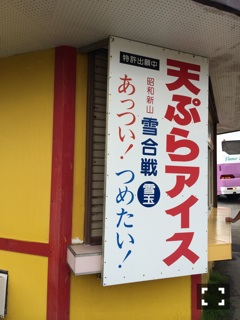 天ぷらアイス
特許出願中
昭和新山
雪合戦
雪玉
あっつい！つめたい！